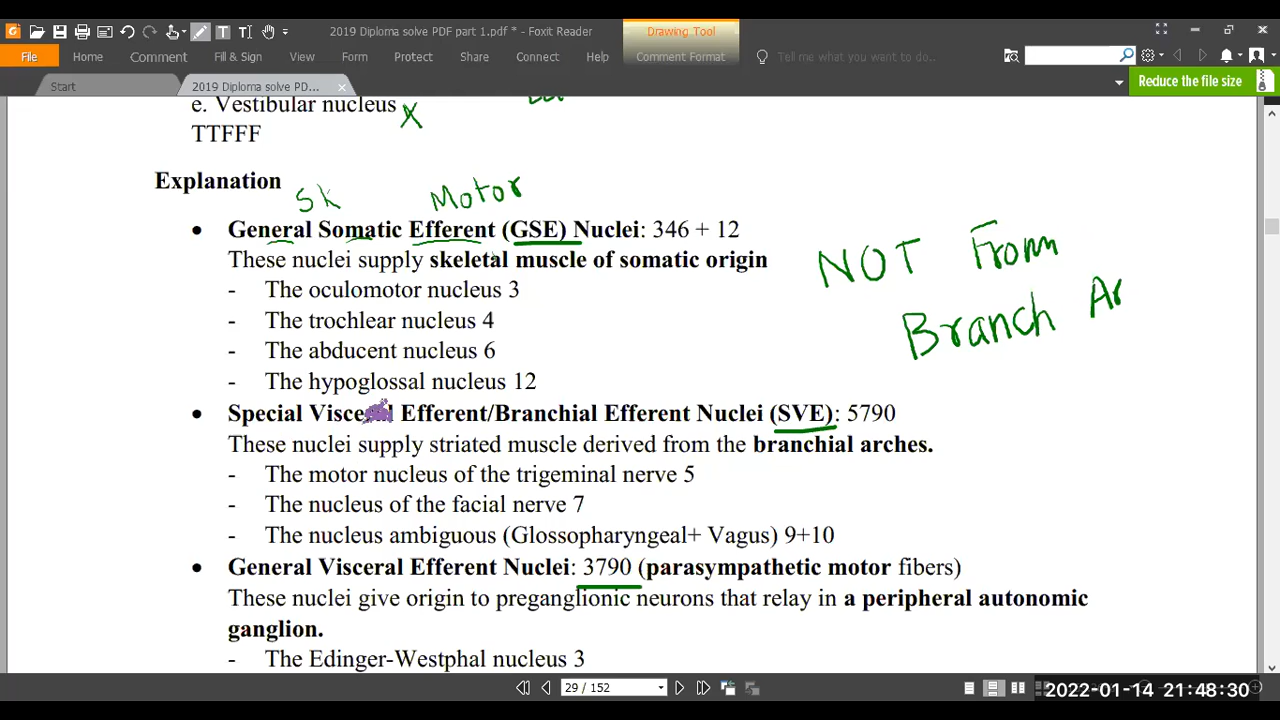 2019 Diploma solve PDF part 1.pdf * - Foxit Reader
Drawing Tool
File Home Comment Fill & Sign View Form Protect Share Connect Help Comment Format Tell me what you want to do...
Start 2019 Diploma solve PD... Reduce the file size
e. Vestibular nucleus X
TTFFF
Explanation
Sk Motor
• General Somatic Efferent (GSE) Nuclei: 346 + 12
These nuclei supply skeletal muscle of somatic origin
- The oculomotor nucleus 3
- The trochlear nucleus 4
- The abducent nucleus 6
- The hypoglossal nucleus 12
NOT From
Branch Ar
• Special Visceral Efferent/Branchial Efferent Nuclei (SVE): 5790
These nuclei supply striated muscle derived from the branchial arches.
- The motor nucleus of the trigeminal nerve 5
- The nucleus of the facial nerve 7
- The nucleus ambiguous (Glossopharyngeal+ Vagus) 9+10
• General Visceral Efferent Nuclei: 3790 (parasympathetic motor fibers)
These nuclei give origin to preganglionic neurons that relay in a peripheral autonomic
ganglion.
- The Edinger-Westphal nucleus 3
29 / 152
2022-01-14 21:48:30